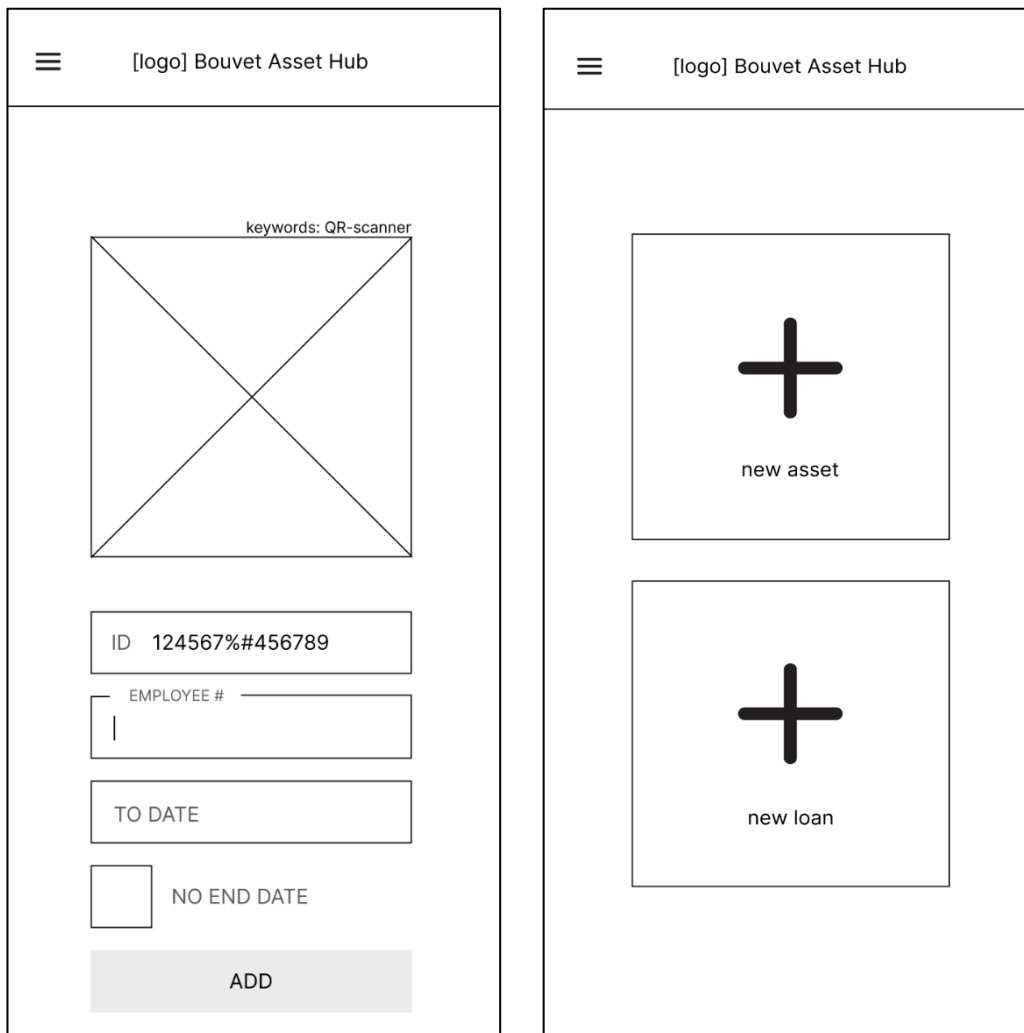 [logo] Bouvet Asset Hub
keywords: QR-scanner
ID 124567%#456789
EMPLOYEE #
TO DATE
NO END DATE
ADD
[logo] Bouvet Asset Hub
new asset
new loan